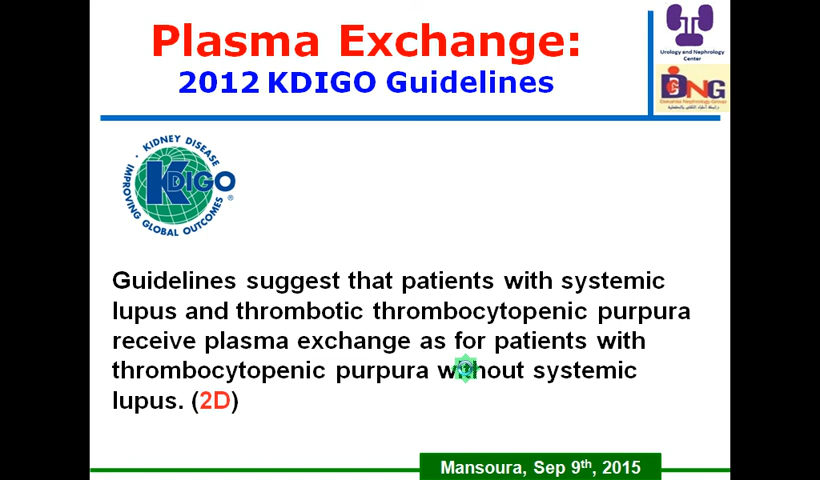 Plasma Exchange:
2012 KDIGO Guidelines
Urology and Nephrology
Center
KIDNEY DISEASE
KDIGO
®
IMPROVING GLOBAL OUTCOMES
Guidelines suggest that patients with systemic
lupus and thrombotic thrombocytopenic purpura
receive plasma exchange as for patients with
thrombocytopenic purpura without systemic
lupus. (2D)
Mansoura, Sep 9th, 2015